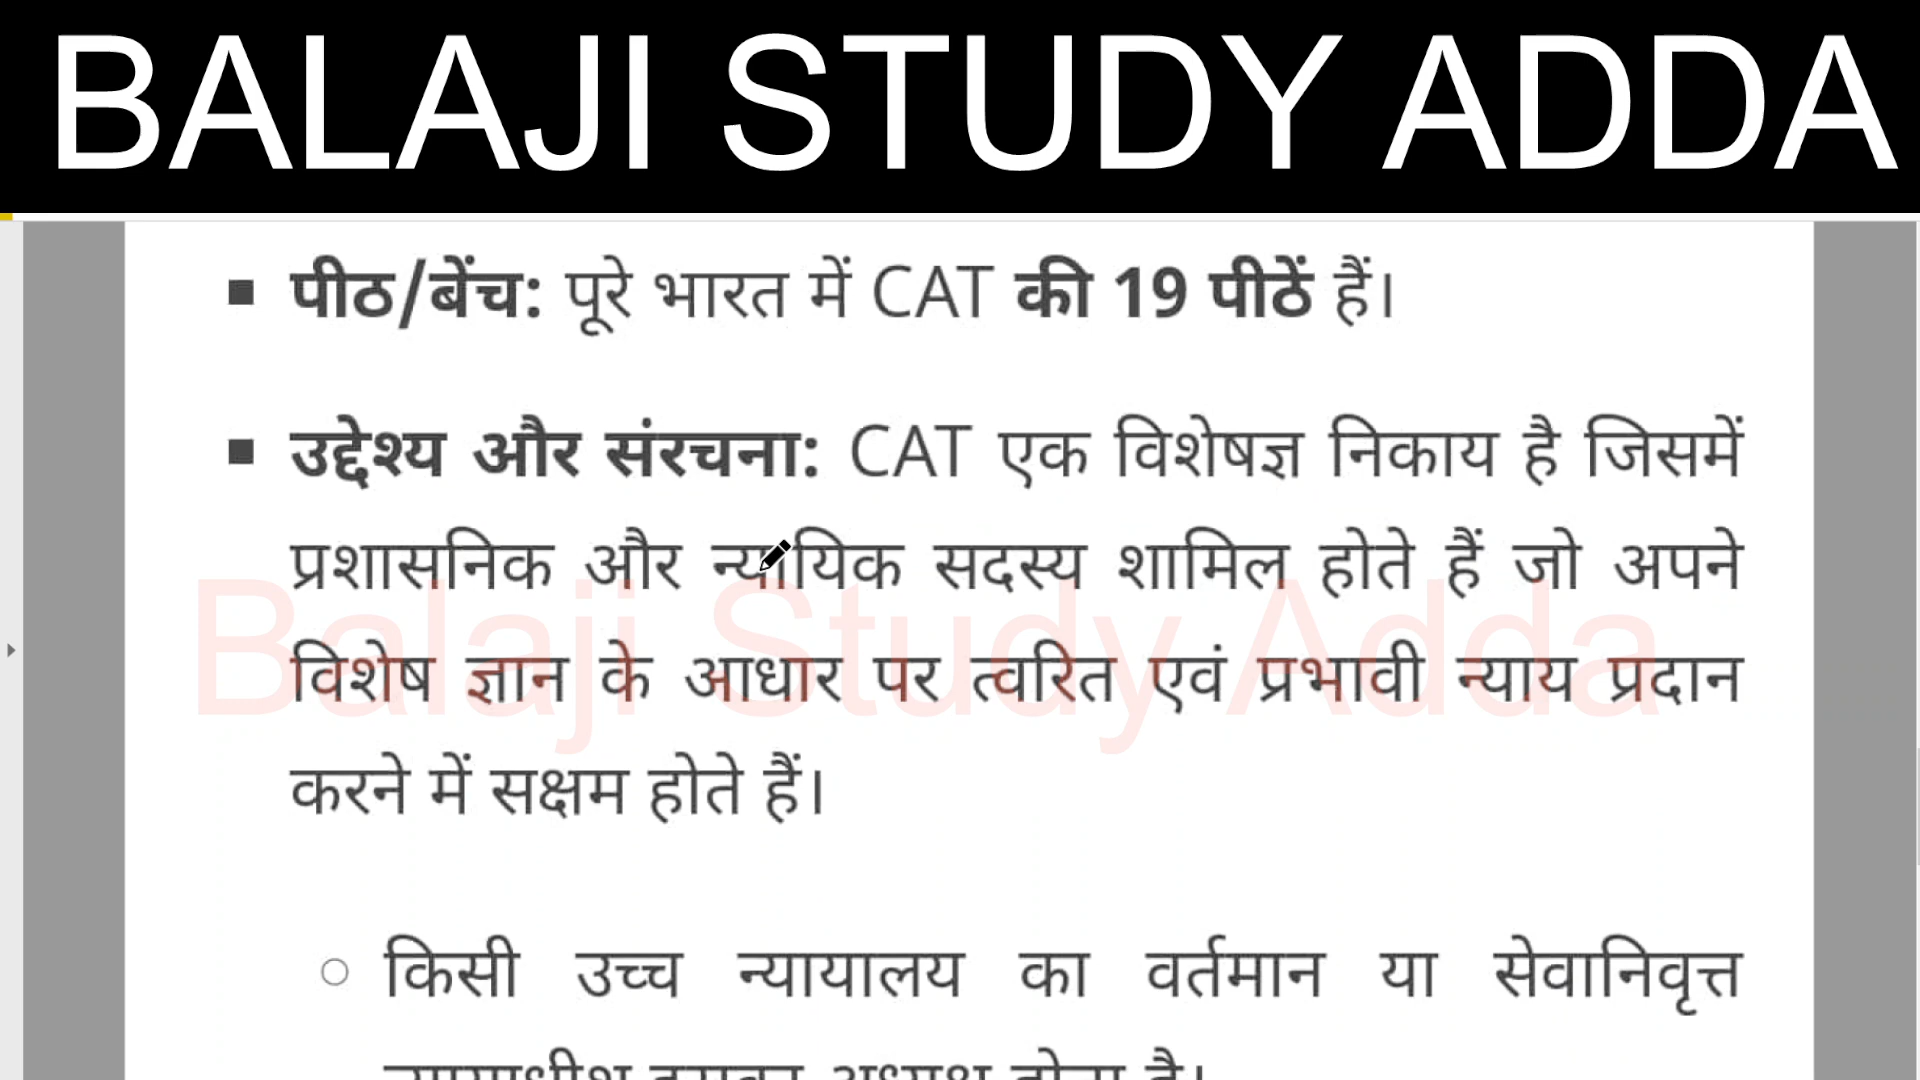 BALAJI STUDY ADDA
▪ पीठ/बेंच: पूरे भारत में CAT की 19 पीठें हैं।
▪ उद्देश्य और संरचना: CAT एक विशेषज्ञ निकाय है जिसमें
प्रशासनिक और न्यायिक सदस्य शामिल होते हैं जो अपने
विशेष ज्ञान के आधार पर त्वरित एवं प्रभावी न्याय प्रदान
करने में सक्षम होते हैं।
Balaji Study Adda
○ किसी उच्च न्यायालय का वर्तमान या सेवानिवृत्त